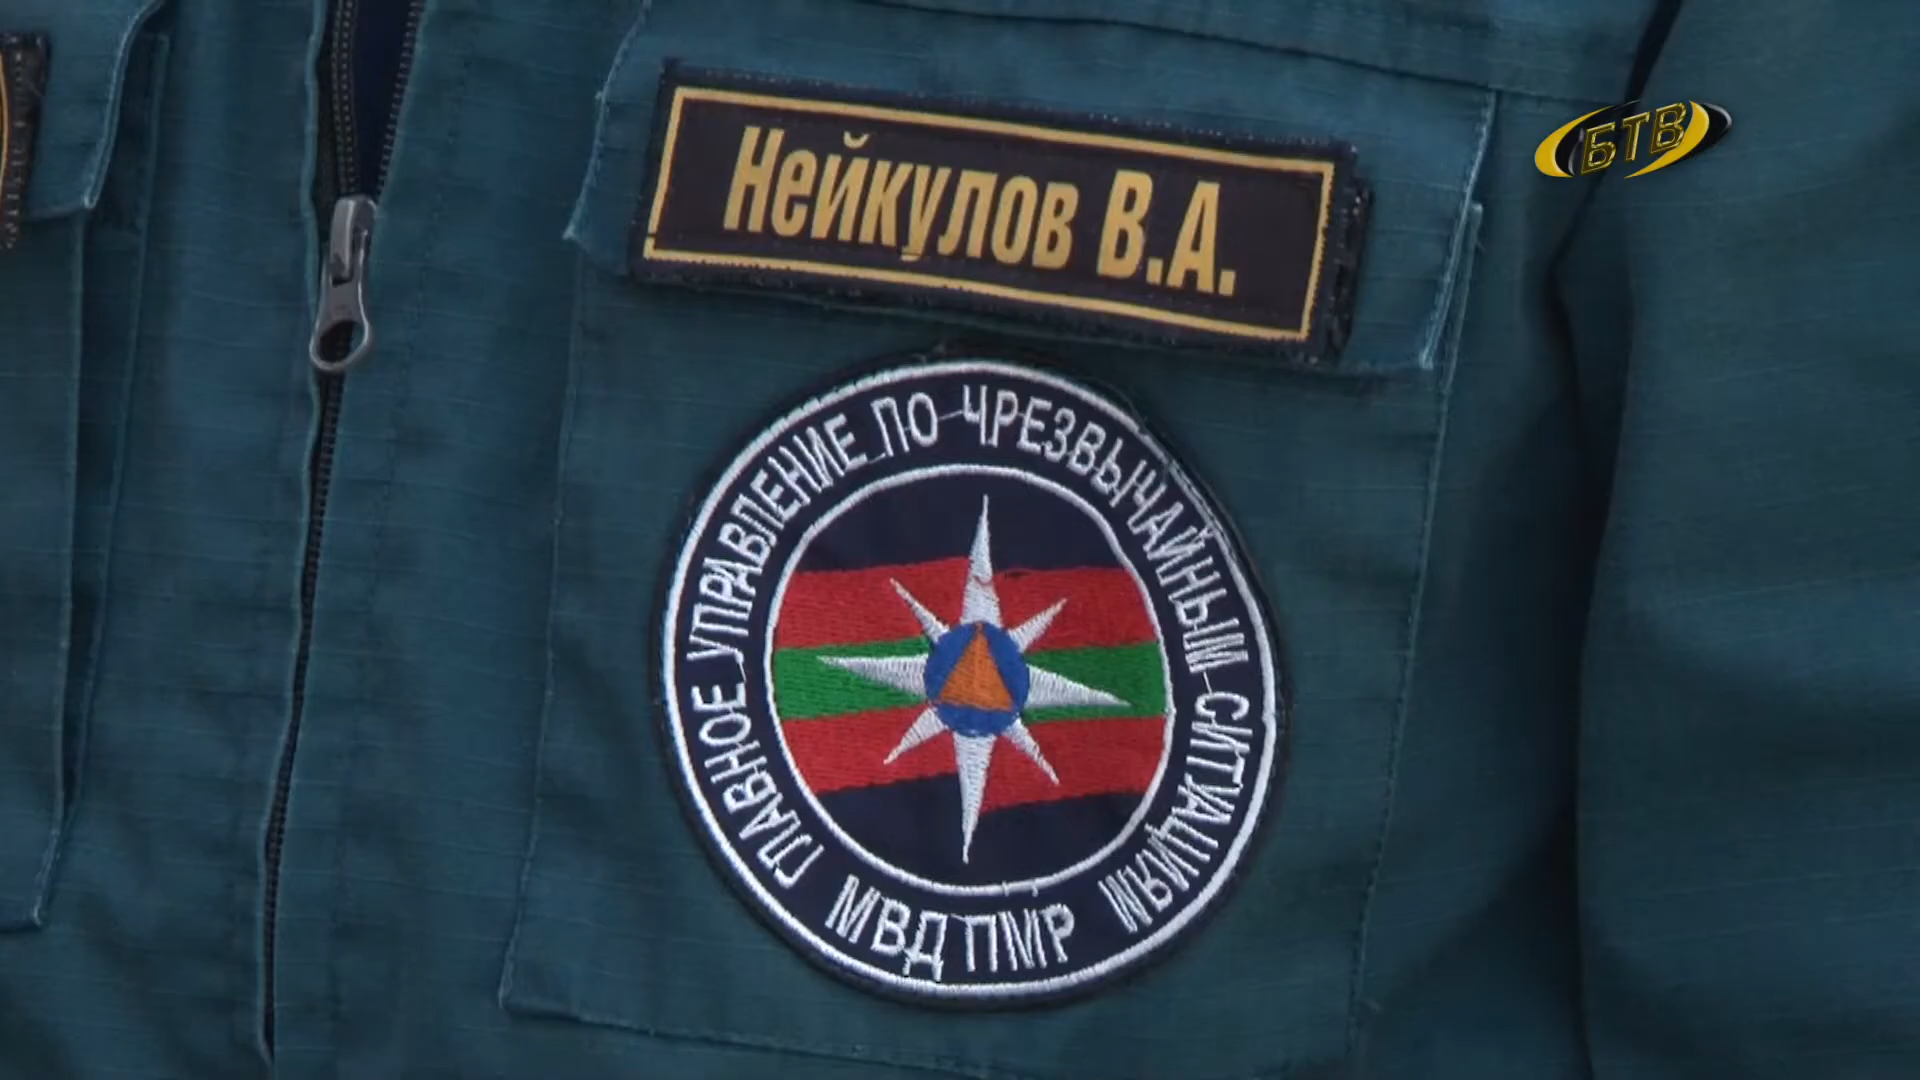 Нейкулов В.А.
БТВ
ГЛАВНОЕ УПРАВЛЕНИЕ ПО ЧРЕЗВЫЧАЙНЫМ СИТУАЦИЯМ
МВД ПМР